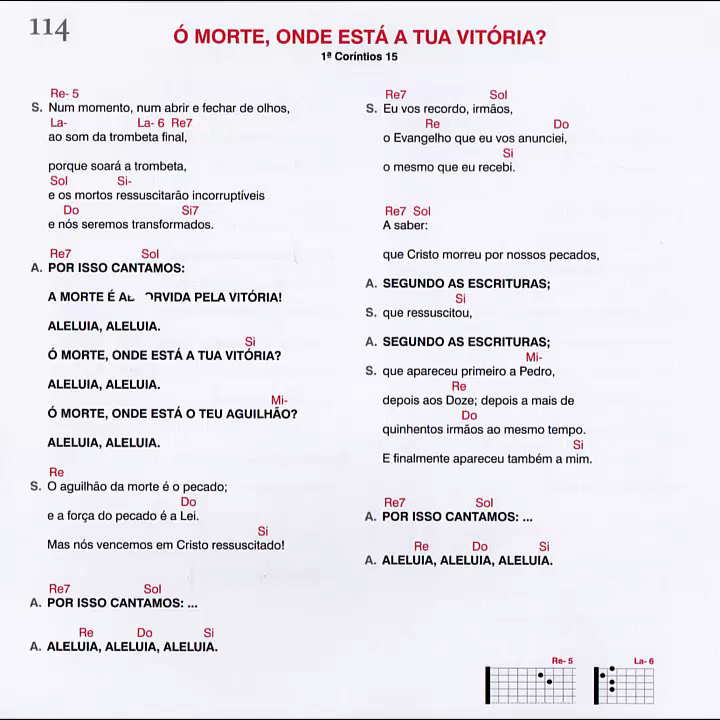 114
Ó MORTE, ONDE ESTÁ A TUA VITÓRIA?
1ª Coríntios 15
Re- 5
S. Num momento, num abrir e fechar de olhos,
La- La- 6 Re7
ao som da trombeta final,
porque soará a trombeta,
Sol Si-
e os mortos ressuscitarão incorruptíveis
Do Si7
e nós seremos transformados.
Re7 Sol
A. POR ISSO CANTAMOS:
A MORTE É PELA VITÓRIA!
ALELUIA, ALELUIA.
Si
Ó MORTE, ONDE ESTÁ A TUA VITÓRIA?
ALELUIA, ALELUIA.
Mi-
Ó MORTE, ONDE ESTÁ O TEU AGUILHÃO?
ALELUIA, ALELUIA.
Re
S. O aguilhão da morte é o pecado;
Do
e a força do pecado é a Lei.
Si
Mas nós vencemos em Cristo ressuscitado!
Re7 Sol
A. POR ISSO CANTAMOS: ...
Re Do Si
A. ALELUIA, ALELUIA, ALELUIA.
Re7 Sol
S. Eu vos recordo, irmãos,
Re Do
o Evangelho que eu vos anunciei,
Si
o mesmo que eu recebi.
Re7 Sol
A saber:
que Cristo morreu por nossos pecados,
A. SEGUNDO AS ESCRITURAS;
Si
S. que ressuscitou,
A. SEGUNDO AS ESCRITURAS;
Mi-
S. que apareceu primeiro a Pedro,
Re
depois aos Doze; depois a mais de
Do
quinhentos irmãos ao mesmo tempo.
Si
E finalmente apareceu também a mim.
Re7 Sol
A. POR ISSO CANTAMOS: ...
Re Do Si
A. ALELUIA, ALELUIA, ALELUIA.
Re- 5 La- 6